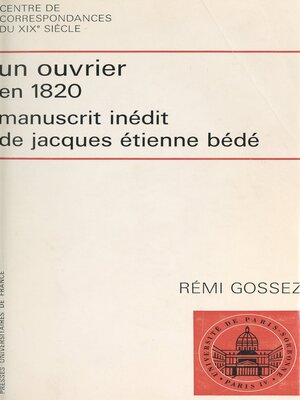 CENTRE DE
CORRESPONDANCES
DU XIXe SIÈCLE
un ouvrier
en 1820
manuscrit inédit
de jacques étienne bédé
RÉMI GOSSEZ
PRESSES UNIVERSITAIRES DE FRANCE
UNIVERSITÉ DE PARIS-SORBONNE
PARIS IV